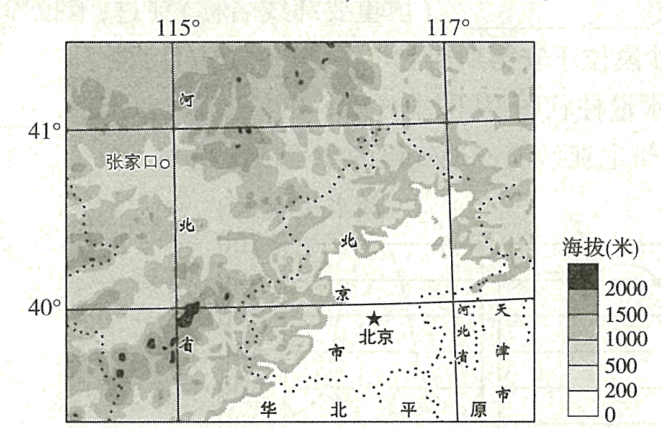 115°
117°
41°
40°
张家口
河
北
省
北
京
市
北京
河
北
省
天
津
市
华 北 平 原
海拔(米)
2000
1500
1000
500
200
0